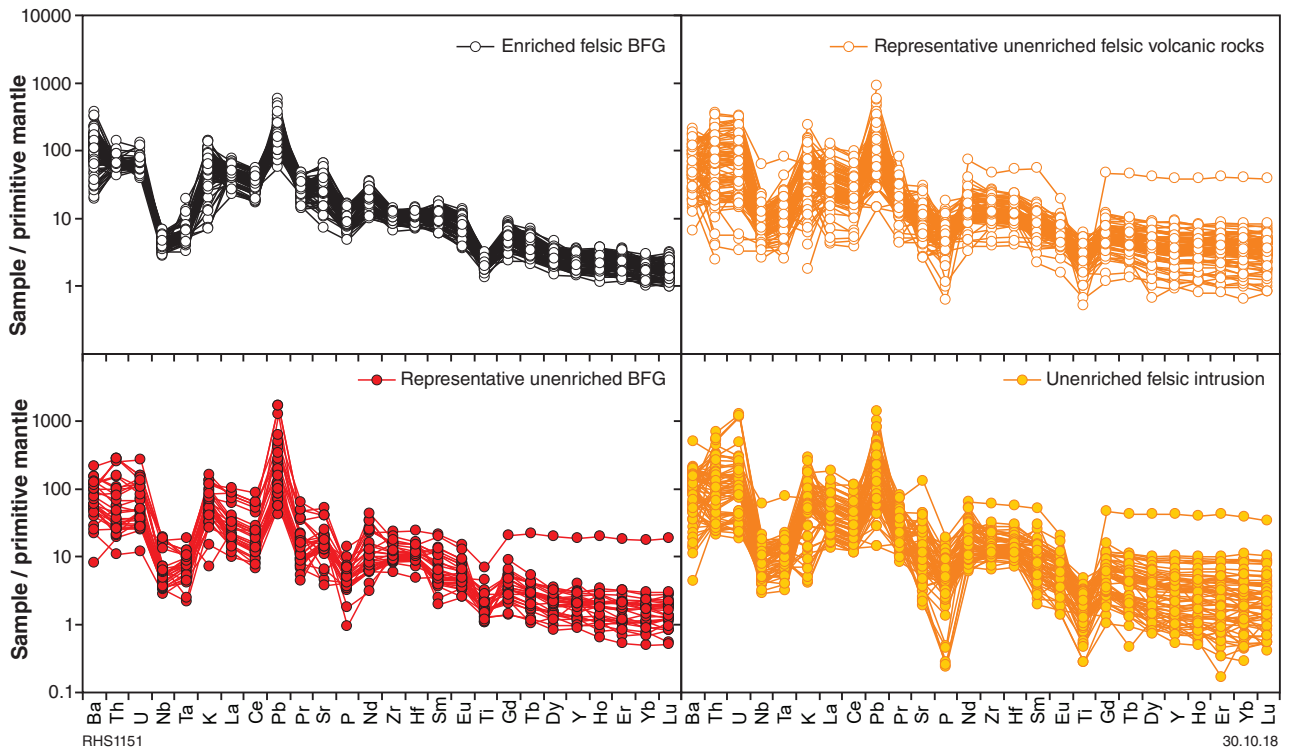 10000
1000
100
10
1
Sample / primitive mantle
Enriched felsic BFG
Representative unenriched felsic volcanic rocks
1000
100
10
1
0.1
Sample / primitive mantle
Representative unenriched BFG
Unenriched felsic intrusion
Ba Th U Nb Ta K La Ce Pb Pr Sr P Nd Zr Hf Sm Eu Ti Gd Tb Dy Y Ho Er Yb Lu
Ba Th U Nb Ta K La Ce Pb Pr Sr P Nd Zr Hf Sm Eu Ti Gd Tb Dy Y Ho Er Yb Lu
RHS1151
30.10.18